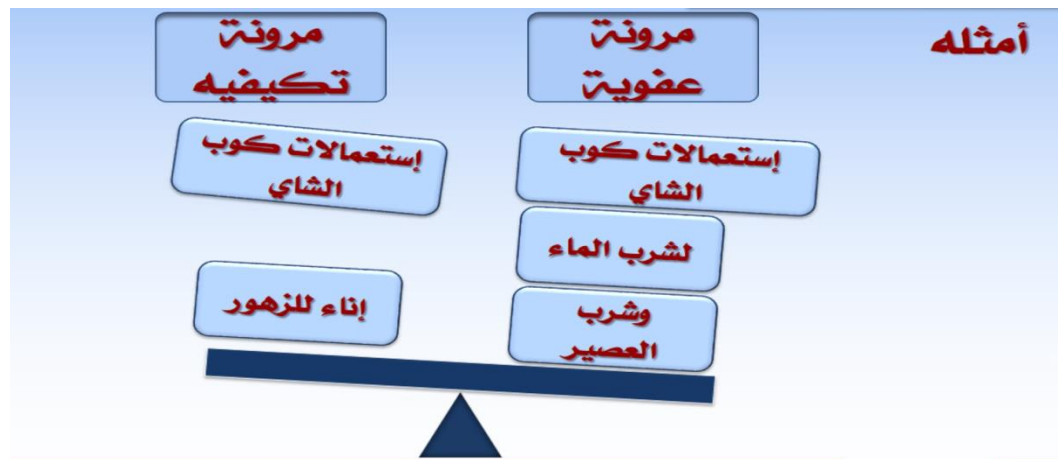 أمثله
مرونة
عفوية
إستعمالات كوب
الشاي
لشرب الماء
وشرب
العصير
مرونة
تكيفيه
إستعمالات كوب
الشاي
إناء للزهور